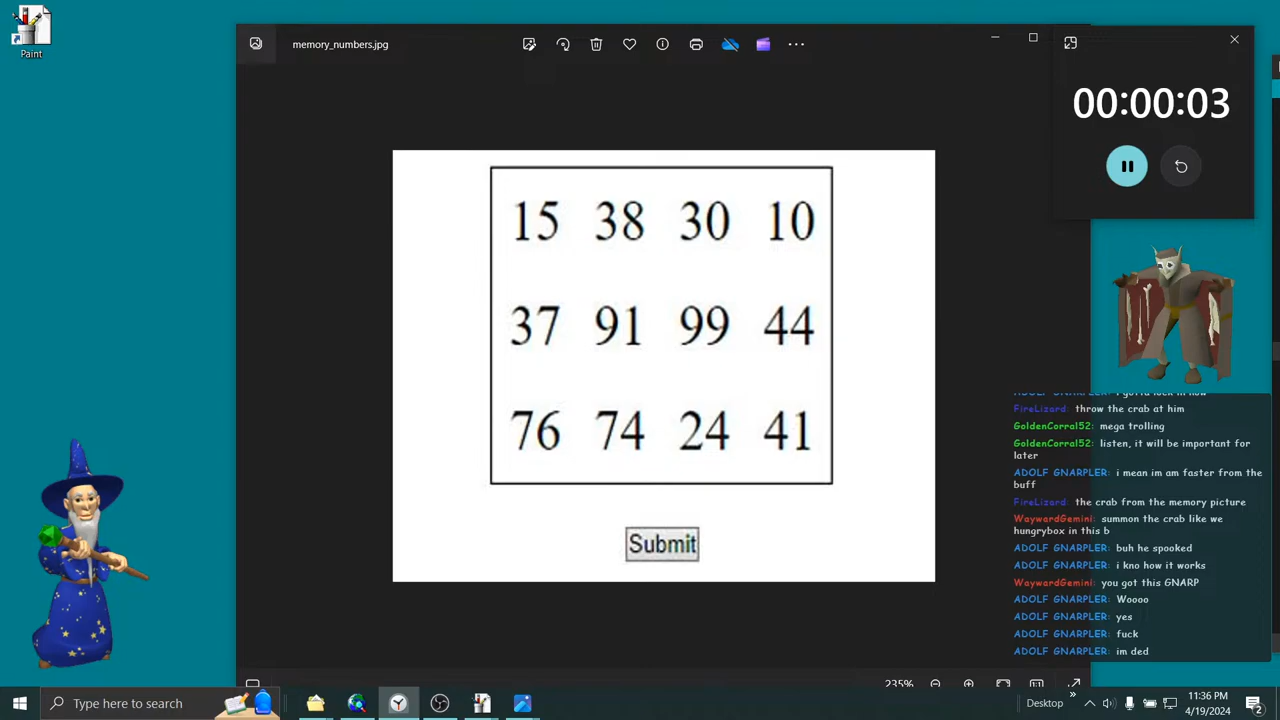 Paint
memory_numbers.jpg
00:00:03
15 38 30 10
37 91 99 44
76 74 24 41
Submit
FireLizard: throw the crab at him
GoldenCorral52: mega trolling
GoldenCorral52: listen, it will be important for
later
ADOLF GNARPLER: i mean im am faster from the
buff
FireLizard: the crab from the memory picture
WaywardGemini: summon the crab like we
hungrybox in this b
ADOLF GNARPLER: buh he spooked
ADOLF GNARPLER: i kno how it works
WaywardGemini: you got this GNARP
ADOLF GNARPLER: Woooo
ADOLF GNARPLER: yes
ADOLF GNARPLER: fuck
ADOLF GNARPLER: im ded
235%
Type here to search
Desktop
11:36 PM
4/19/2024
2